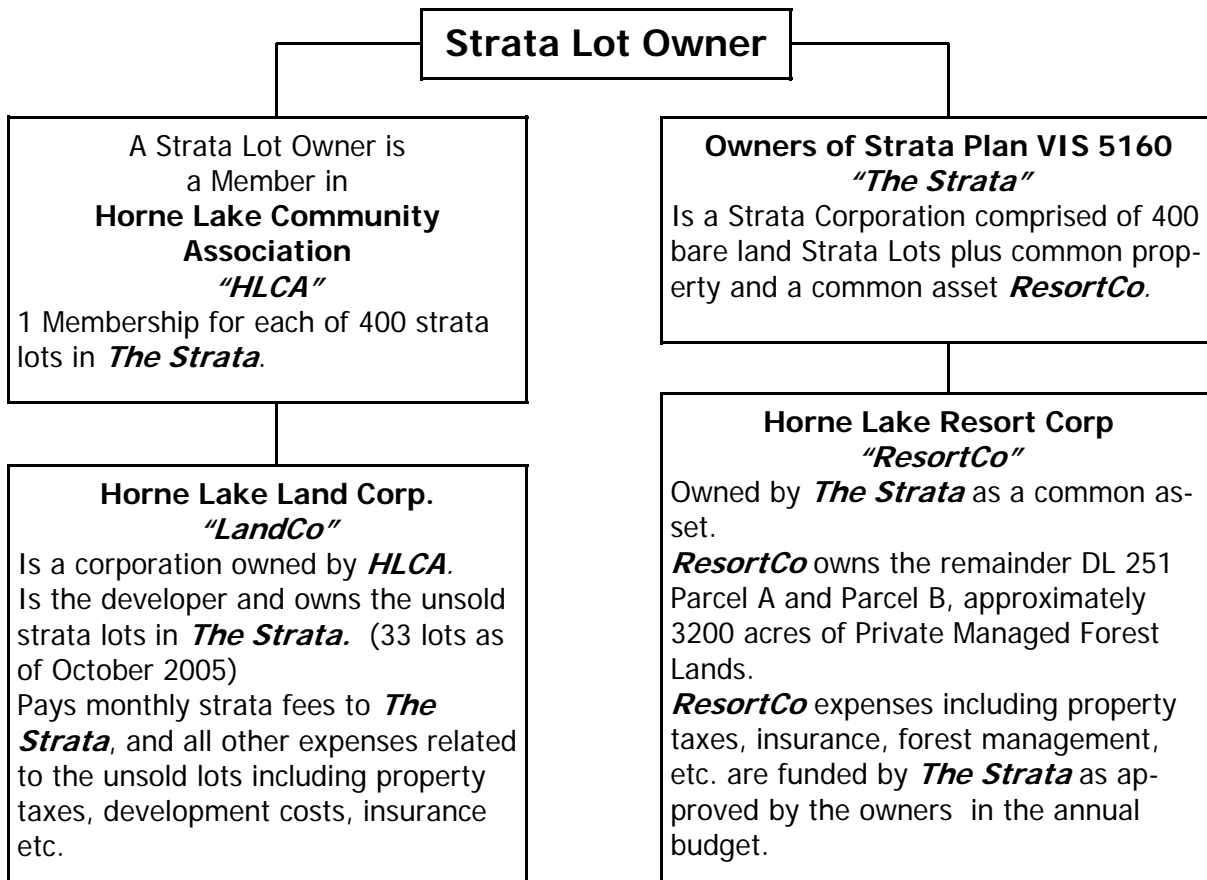 Strata Lot Owner
A Strata Lot Owner is
a Member in
Horne Lake Community
Association
“HLCA”
1 Membership for each of 400 strata
lots in The Strata.
Horne Lake Land Corp.
“LandCo”
Is a corporation owned by HLCA.
Is the developer and owns the unsold
strata lots in The Strata. (33 lots as
of October 2005)
Pays monthly strata fees to The
Strata, and all other expenses related
to the unsold lots including property
taxes, development costs, insurance
etc.
Owners of Strata Plan VIS 5160
“The Strata”
Is a Strata Corporation comprised of 400
bare land Strata Lots plus common prop-
erty and a common asset ResortCo.
Horne Lake Resort Corp
“ResortCo”
Owned by The Strata as a common as-
set.
ResortCo owns the remainder DL 251
Parcel A and Parcel B, approximately
3200 acres of Private Managed Forest
Lands.
ResortCo expenses including property
taxes, insurance, forest management,
etc. are funded by The Strata as ap-
proved by the owners in the annual
budget.